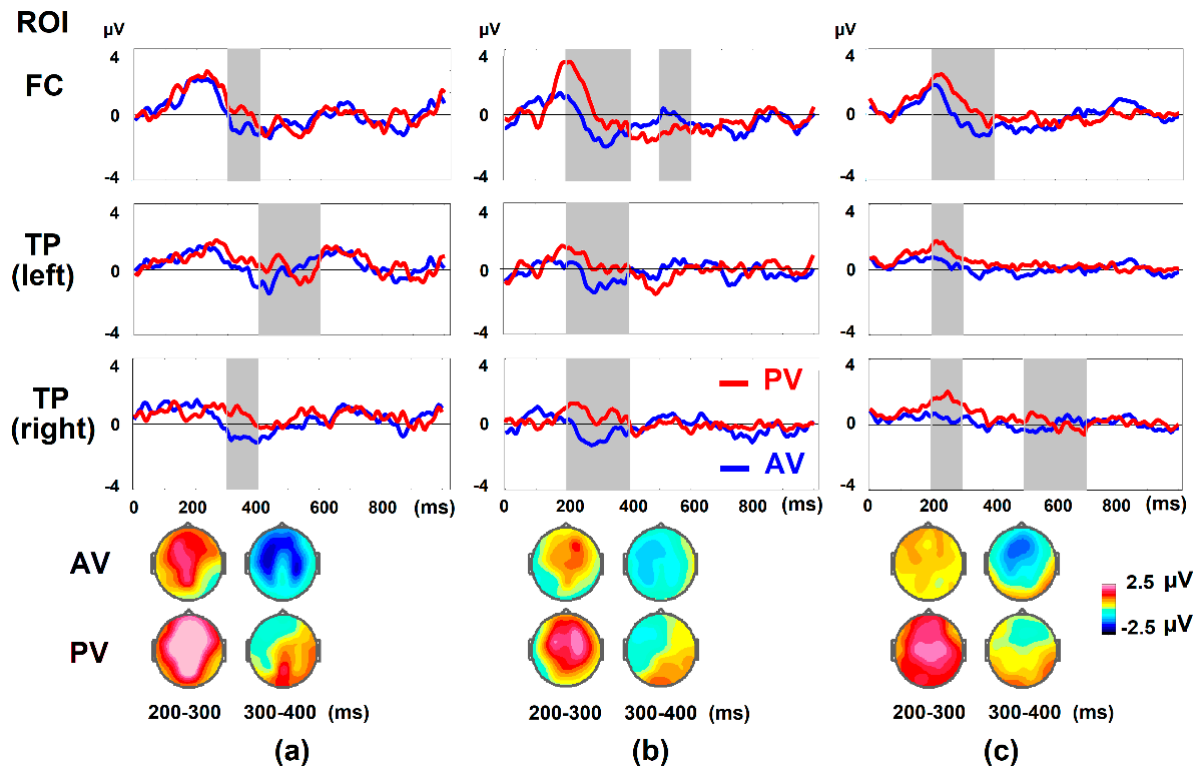 ROI
µV µV µV
FC
4 4 4
0 0 0
-4 -4 -4
TP
(left)
4 4 4
0 0 0
-4 -4 -4
TP
(right)
4 4 4
0 0 0
-4 -4 -4
PV
AV
0 200 400 600 800 (ms) 0 200 400 600 800 (ms) 0 200 400 600 800 (ms)
AV
PV
2.5 µV
-2.5 µV
200-300 300-400 (ms) 200-300 300-400 (ms) 200-300 300-400 (ms)
(a) (b) (c)